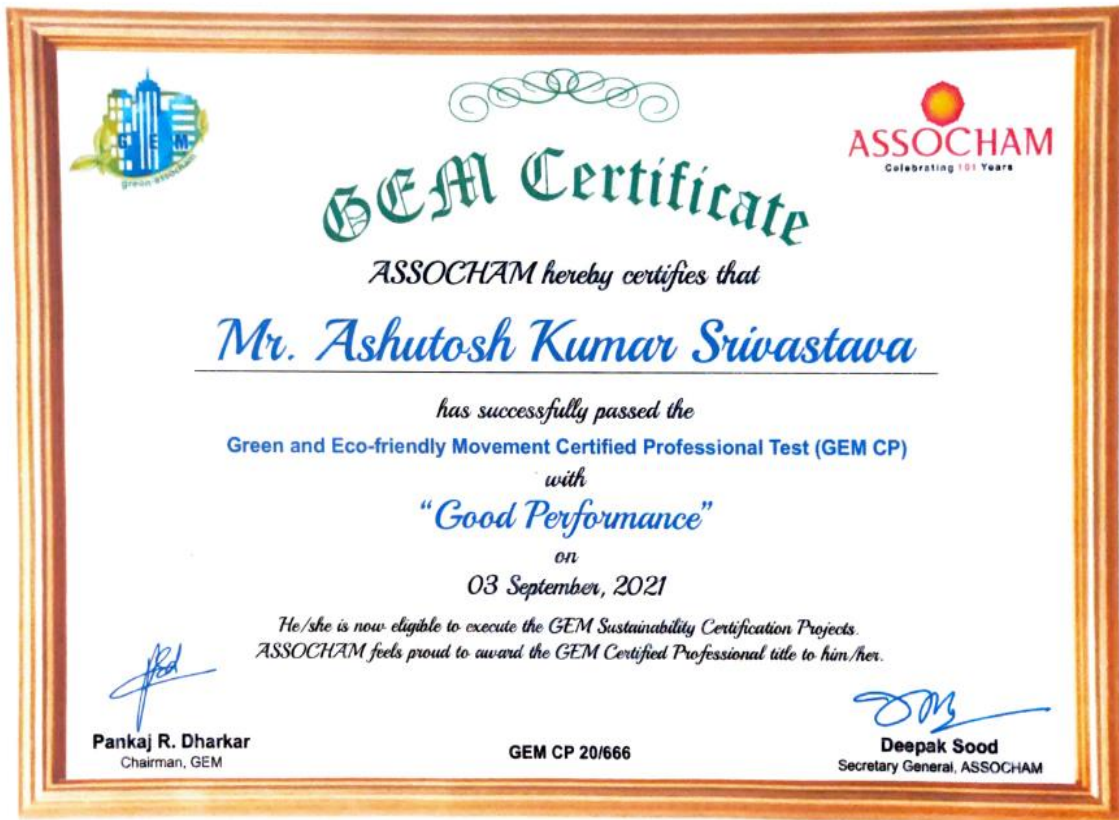 GEM
green-assocham
ASSOCHAM
Celebrating 101 Years
GEM Certificate
ASSOCHAM hereby certifies that
Mr. Ashutosh Kumar Srivastava
has successfully passed the
Green and Eco-friendly Movement Certified Professional Test (GEM CP)
with
“Good Performance”
on
03 September, 2021
He/she is now eligible to execute the GEM Sustainability Certification Projects.
ASSOCHAM feels proud to award the GEM Certified Professional title to him/her.
Pankaj R. Dharkar
Chairman, GEM
GEM CP 20/666
Deepak Sood
Secretary General, ASSOCHAM